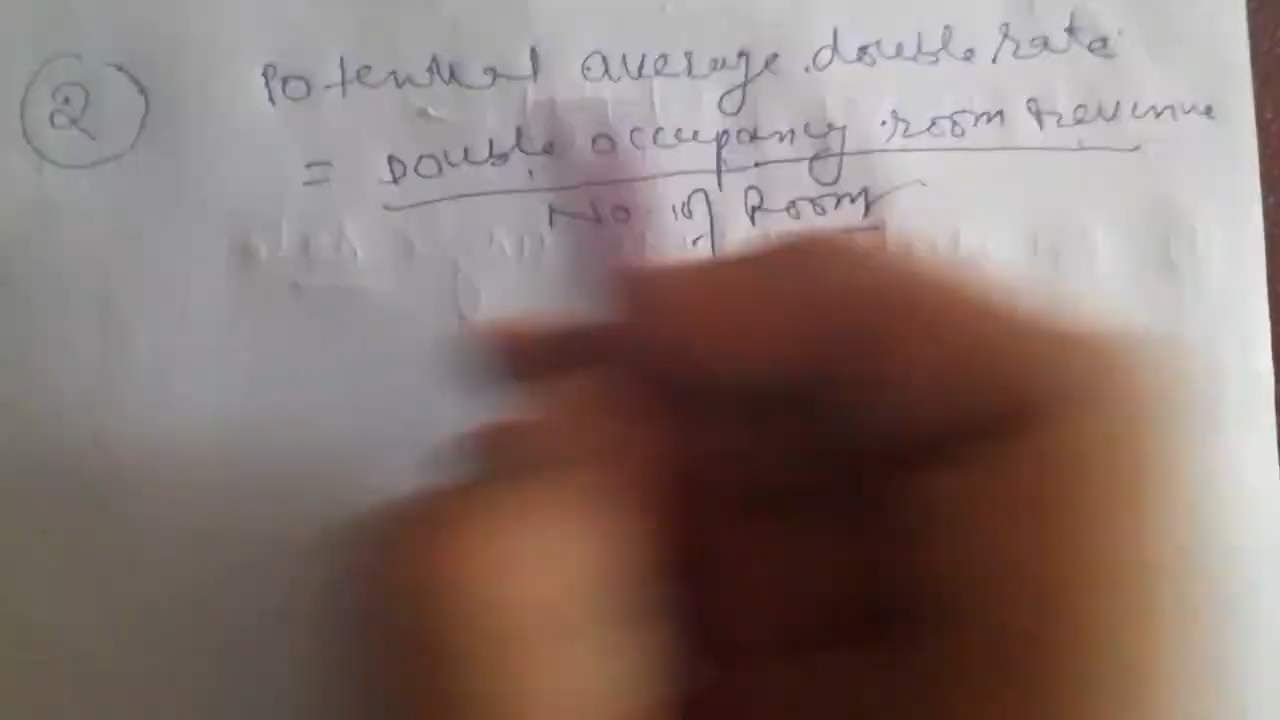 ② Potential average double rate
= Double occupancy room revenue
No. of Room